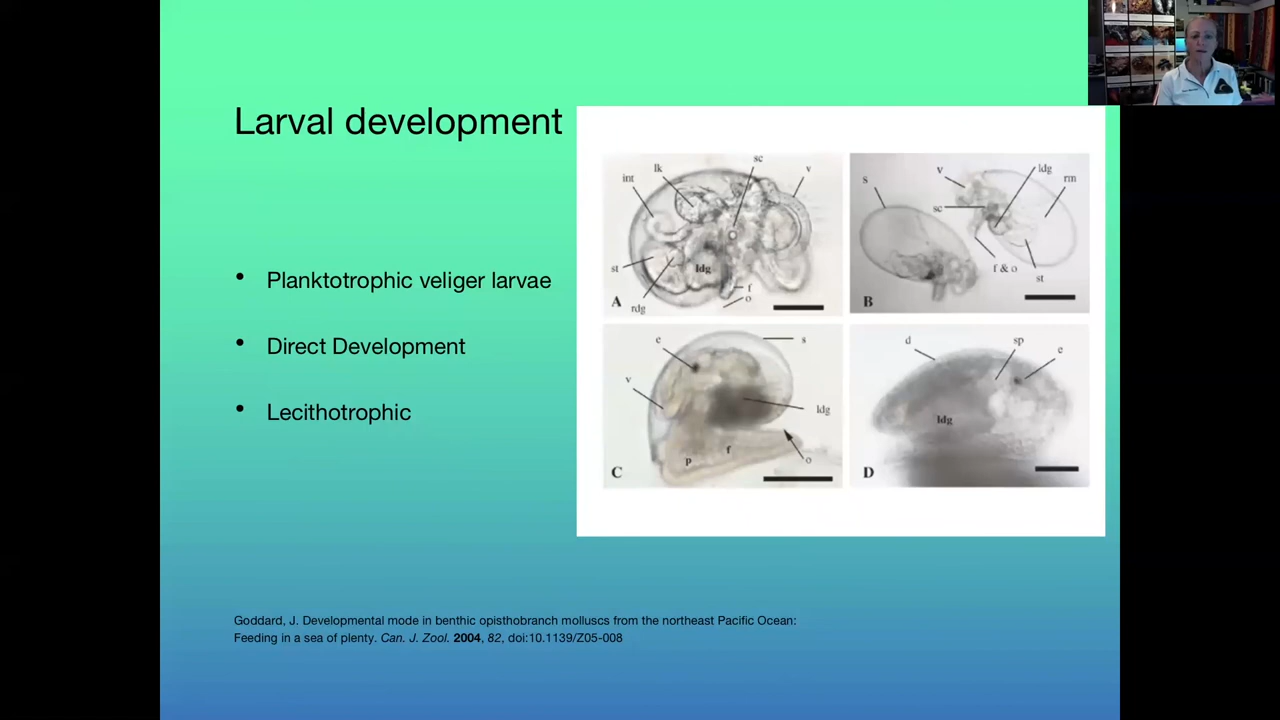 Larval development
• Planktotrophic veliger larvae
• Direct Development
• Lecithotrophic
int
lk
sc
v
st
ldg
f
o
rdg
A
s
v
ldg
rm
sc
f & o
st
B
e
s
v
ldg
f
p
o
C
d
sp
e
ldg
D
Goddard, J. Developmental mode in benthic opisthobranch molluscs from the northeast Pacific Ocean:
Feeding in a sea of plenty. Can. J. Zool. 2004, 82, doi:10.1139/Z05-008